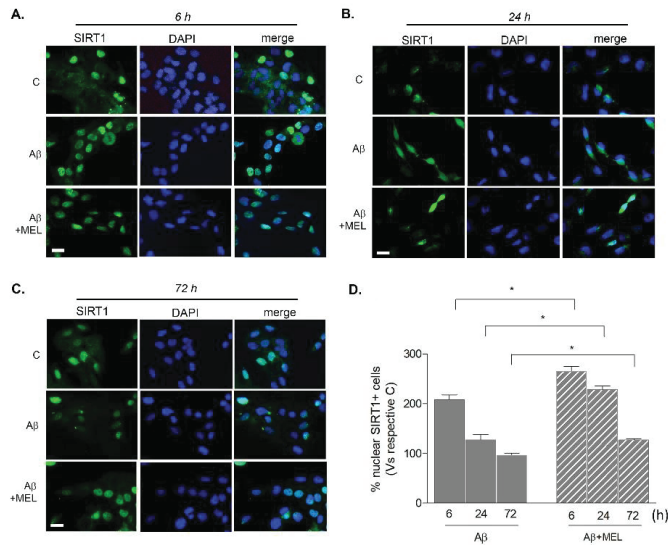 A.
6 h
SIRT1 DAPI merge
C
Aβ
Aβ
+MEL
B.
24 h
SIRT1 DAPI merge
C
Aβ
Aβ
+MEL
C.
72 h
SIRT1 DAPI merge
C
Aβ
Aβ
+MEL
D.
*
*
*
% nuclear SIRT1+ cells
(Vs respective C)
300
200
100
0
6 24 72 6 24 72 (h)
Aβ Aβ+MEL